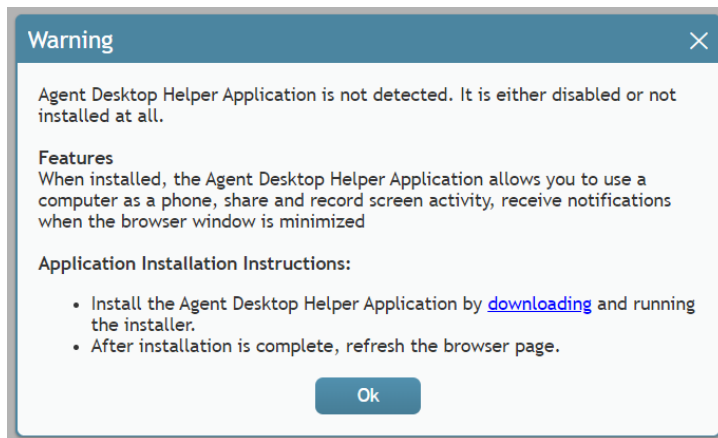 Warning
Agent Desktop Helper Application is not detected. It is either disabled or not
installed at all.
Features
When installed, the Agent Desktop Helper Application allows you to use a
computer as a phone, share and record screen activity, receive notifications
when the browser window is minimized
Application Installation Instructions:
• Install the Agent Desktop Helper Application by downloading and running
the installer.
• After installation is complete, refresh the browser page.
Ok